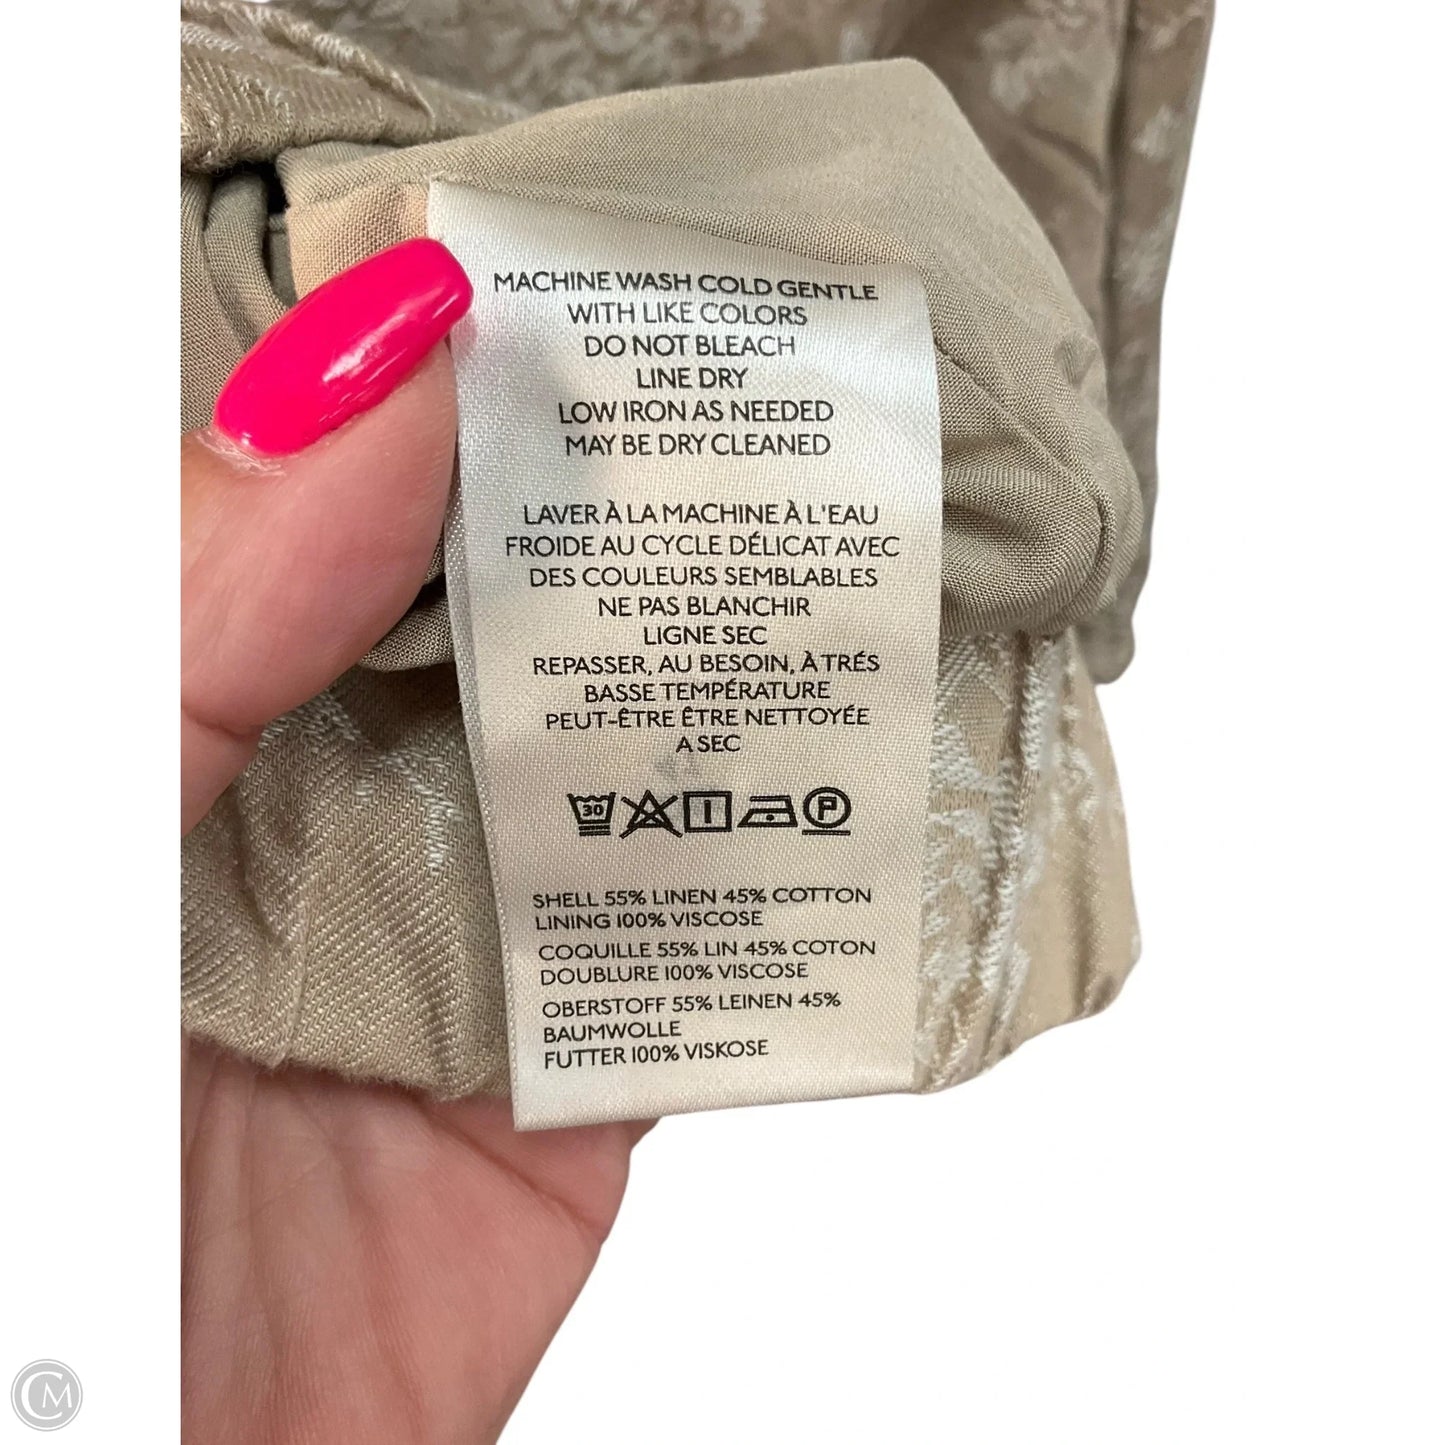 MACHINE WASH COLD GENTLE
WITH LIKE COLORS
DO NOT BLEACH
LINE DRY
LOW IRON AS NEEDED
MAY BE DRY CLEANED
LAVER À LA MACHINE À L'EAU
FROIDE AU CYCLE DÉLICAT AVEC
DES COULEURS SEMBLABLES
NE PAS BLANCHIR
LIGNE SEC
REPASSER, AU BESOIN, À TRÉS
BASSE TEMPÉRATURE
PEUT-ÊTRE ÊTRE NETTOYÉE
A SEC
30 P
SHELL 55% LINEN 45% COTTON
LINING 100% VISCOSE
COQUILLE 55% LIN 45% COTON
DOUBLURE 100% VISCOSE
OBERSTOFF 55% LEINEN 45%
BAUMWOLLE
FUTTER 100% VISKOSE
CM